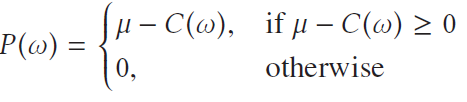 P(ω) = { μ − C(ω), if μ − C(ω) ≥ 0
0, otherwise